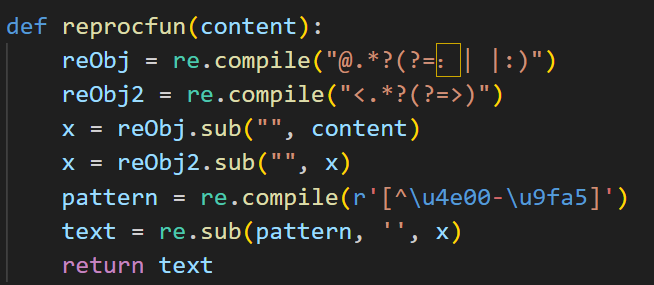 def reprocfun(content):
    reObj = re.compile("@.*?(?=：| |:)")
    reObj2 = re.compile("<.*?(?=>)")
    x = reObj.sub("", content)
    x = reObj2.sub("", x)
    pattern = re.compile(r'[^\u4e00-\u9fa5]')
    text = re.sub(pattern, '', x)
    return text